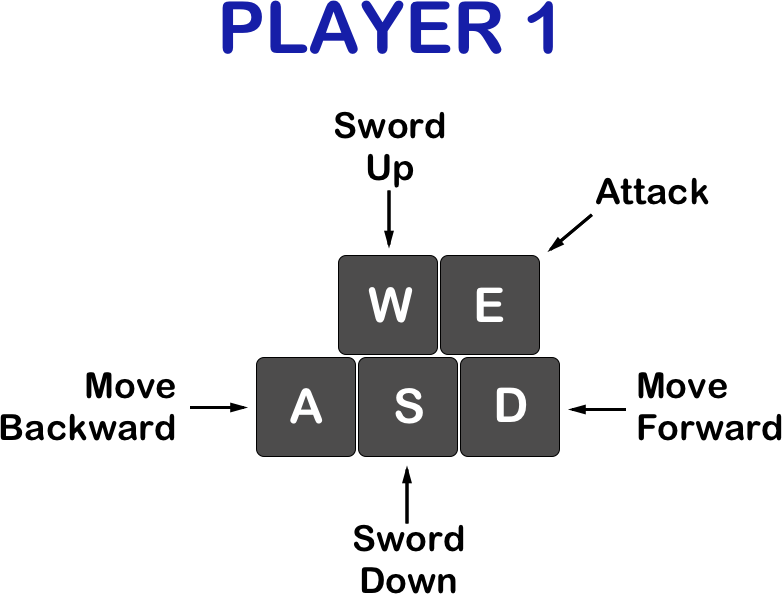 PLAYER 1
Sword
Up
Attack
W E
Move
Backward
A S D
Move
Forward
Sword
Down